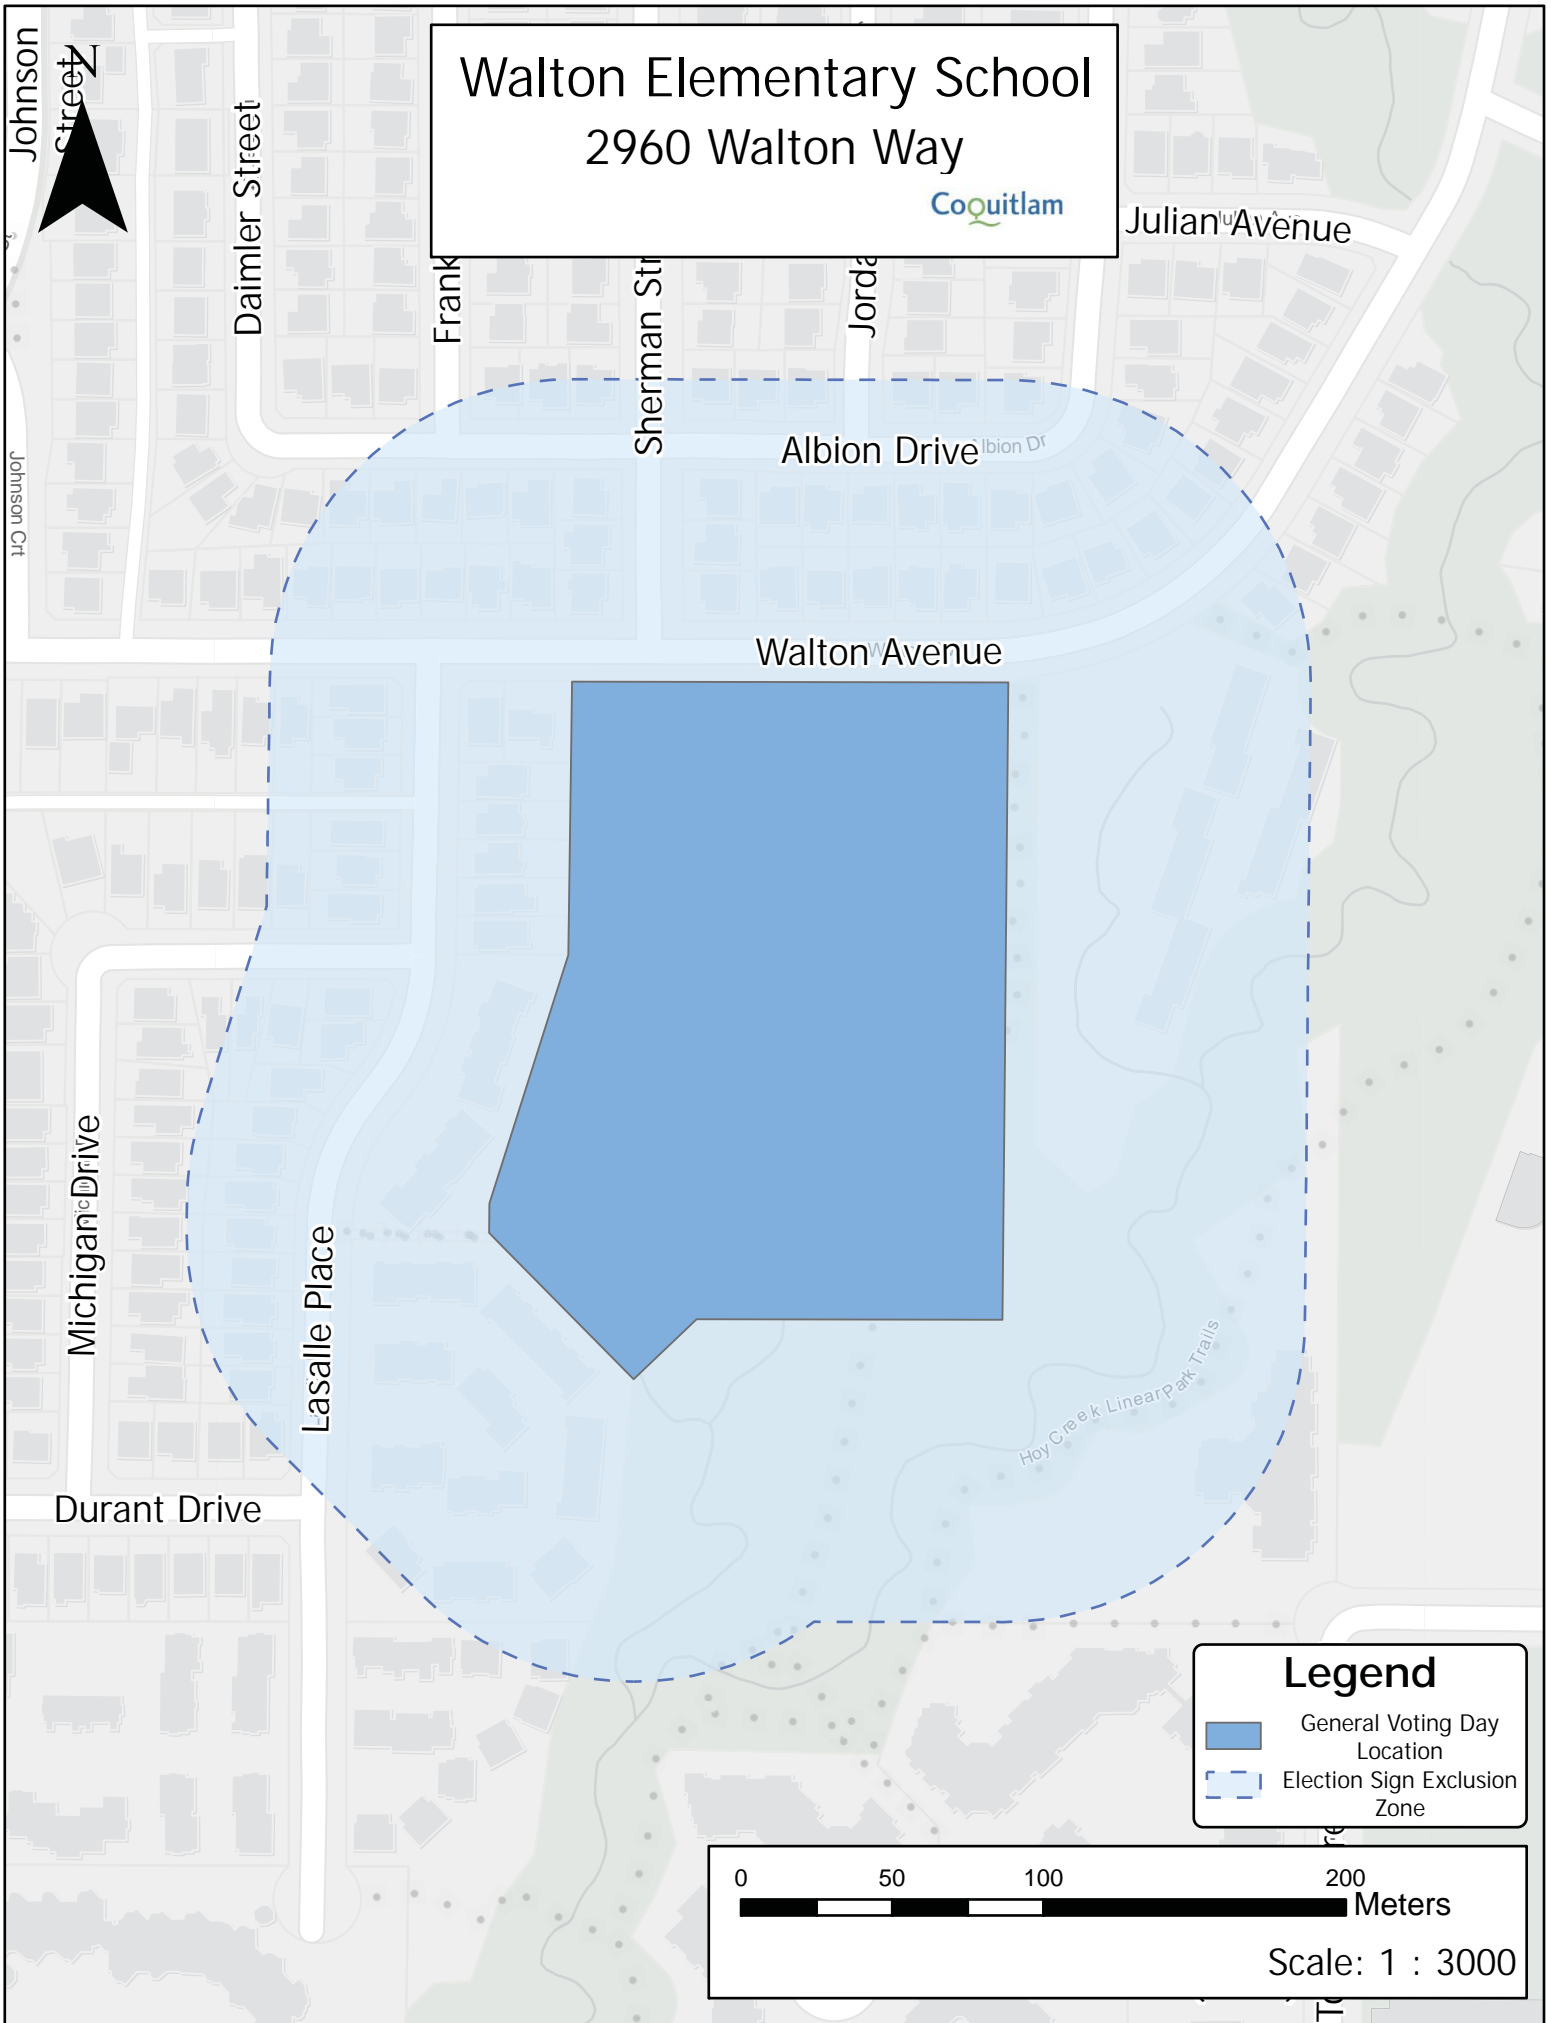 Walton Elementary School
2960 Walton Way
Coquitlam
N
Johnson
Street
Daimler Street
Frank
Sherman Str
Jorda
Julian Avenue
Albion Drive
Albion Dr
Johnson Crt
Walton Avenue
Michigan Drive
Lasalle Place
Durant Drive
Hoy Creek Linear Park Trails
Legend
General Voting Day
Location
Election Sign Exclusion
Zone
0 50 100 200
Meters
Scale: 1 : 3000